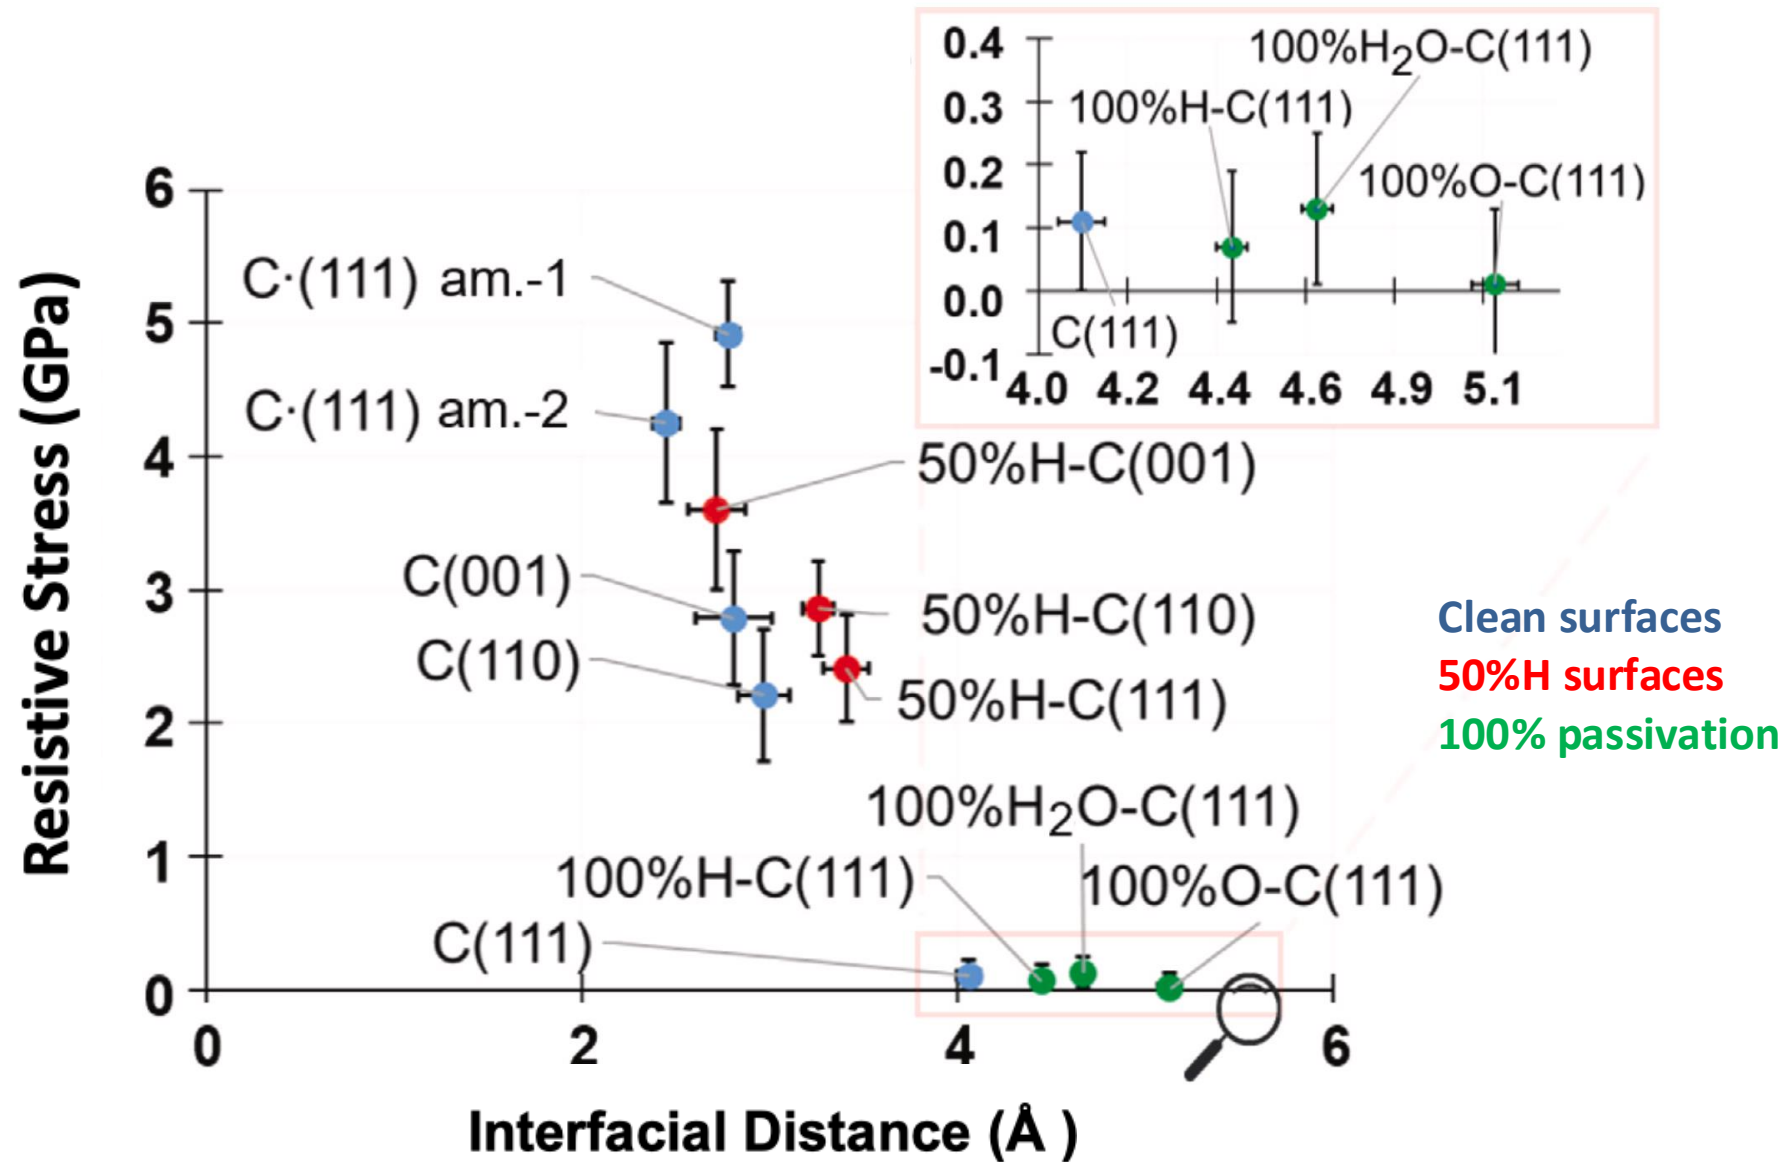 0.4
100%H₂O-C(111)
0.3
100%H-C(111)
0.2
100%O-C(111)
0.1
0.0
C(111)
-0.1
4.0 4.2 4.4 4.6 4.9 5.1
Resistive Stress (GPa)
6
C·(111) am.-1
5
C·(111) am.-2
4
50%H-C(001)
C(001)
3
50%H-C(110)
C(110)
50%H-C(111)
2
100%H₂O-C(111)
1
100%H-C(111)
100%O-C(111)
C(111)
0
0 2 4 6
Interfacial Distance (Å )
Clean surfaces
50%H surfaces
100% passivation